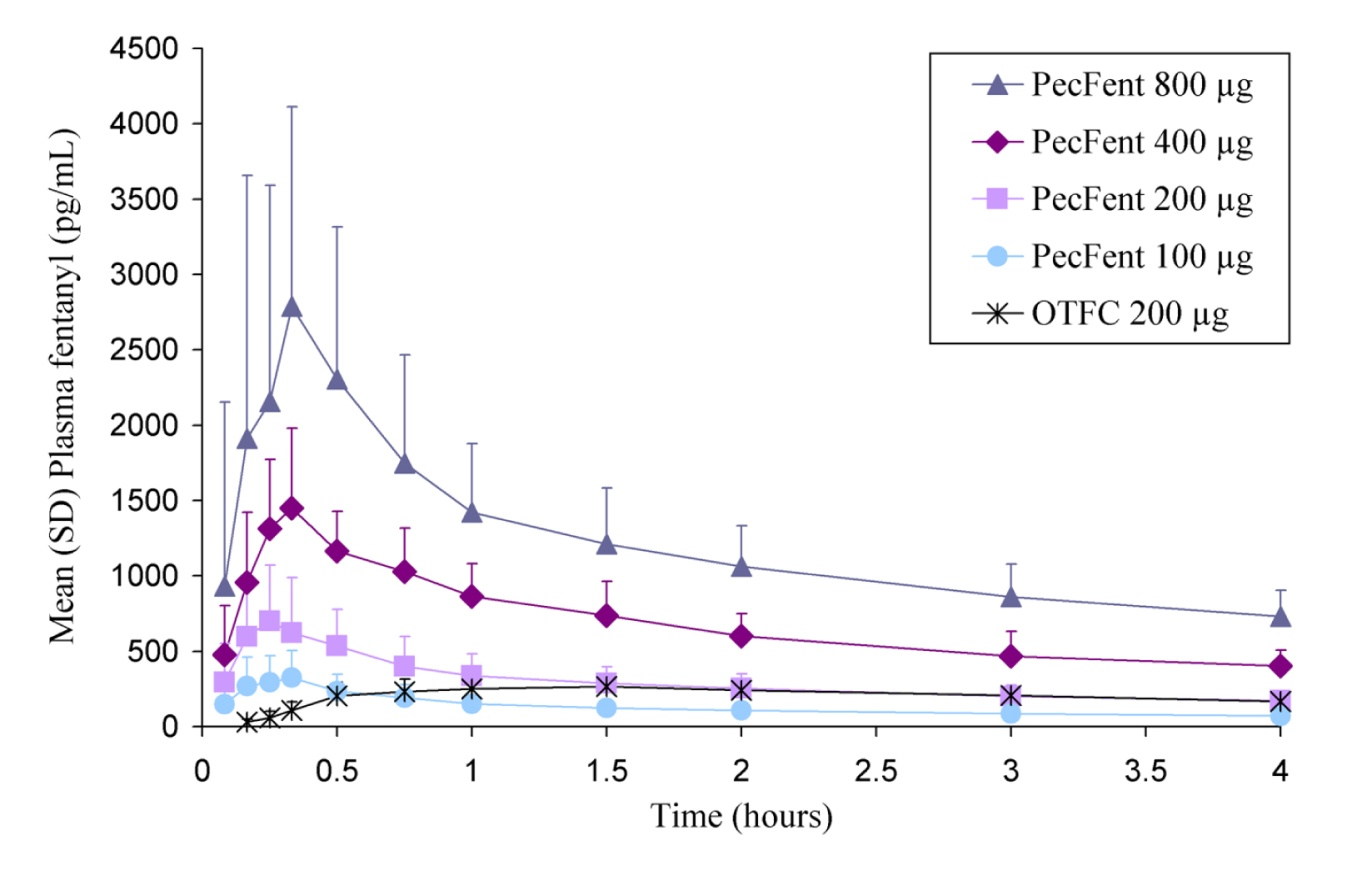 4500
4000
3500
3000
2500
2000
1500
1000
500
0
Mean (SD) Plasma fentanyl (pg/mL)
0 0.5 1 1.5 2 2.5 3 3.5 4
Time (hours)
PecFent 800 µg
PecFent 400 µg
PecFent 200 µg
PecFent 100 µg
OTFC 200 µg